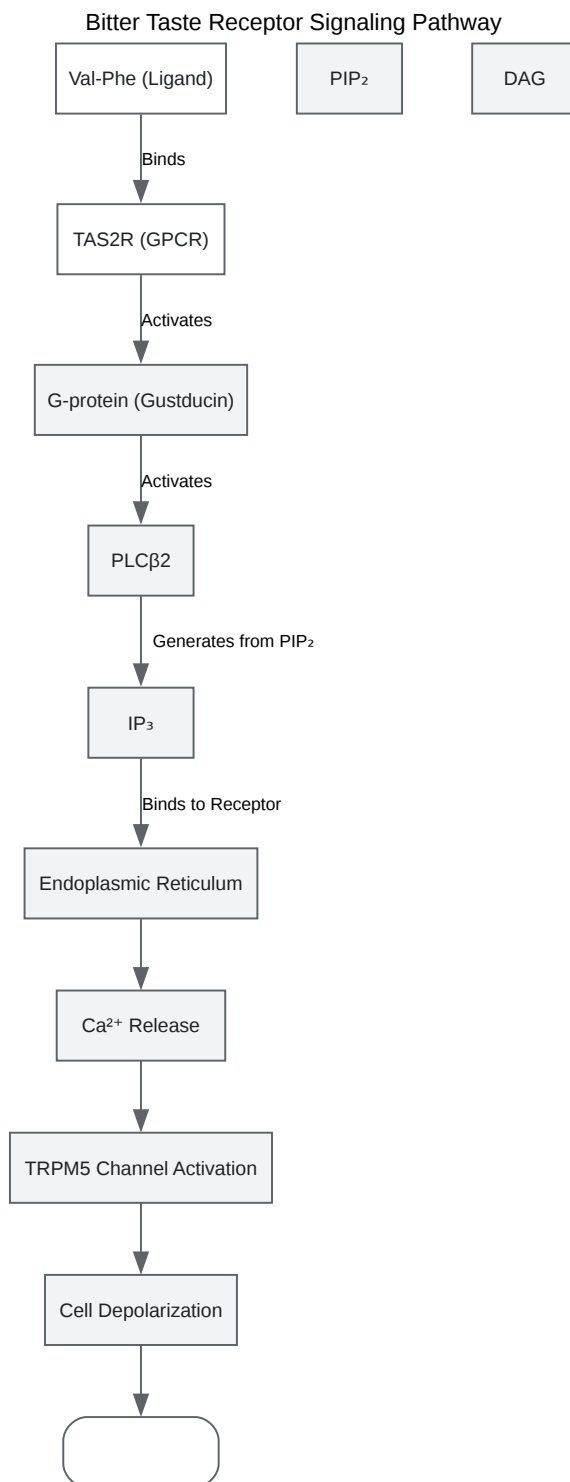 Bitter Taste Receptor Signaling Pathway
Val-Phe (Ligand)
PIP₂
DAG
Binds
TAS2R (GPCR)
Activates
G-protein (Gustducin)
Activates
PLCβ2
Generates from PIP₂
IP₃
Binds to Receptor
Endoplasmic Reticulum
Ca²⁺ Release
TRPM5 Channel Activation
Cell Depolarization